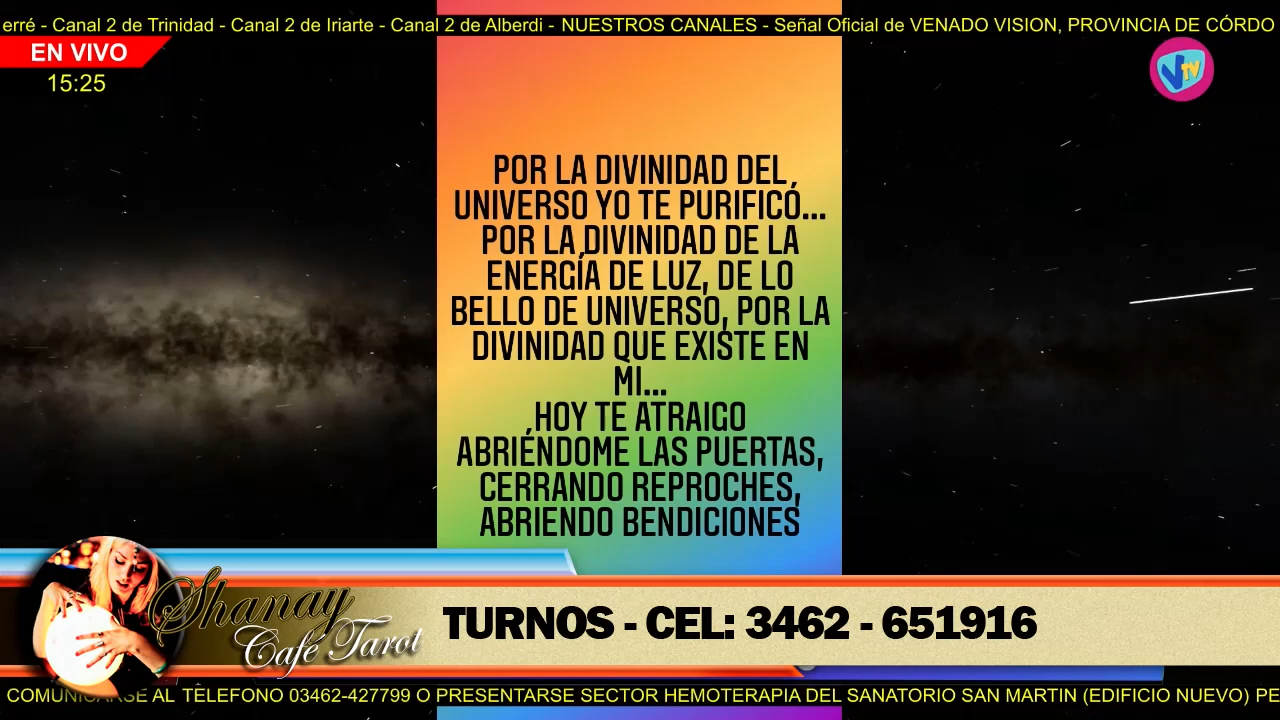 erré - Canal 2 de Trinidad - Canal 2 de Iriarte - Canal 2 de Alberdi - NUESTROS CANALES - Señal Oficial de VENADO VISION, PROVINCIA DE CÓRDO
EN VIVO
15:25
VTV
POR LA DIVINIDAD DEL
UNIVERSO YO TE PURIFICÓ...
POR LA DIVINIDAD DE LA
ENERGÍA DE LUZ, DE LO
BELLO DE UNIVERSO, POR LA
DIVINIDAD QUE EXISTE EN
MI...
HOY TE ATRAIGO
ABRIÉNDOME LAS PUERTAS,
CERRANDO REPROCHES,
ABRIENDO BENDICIONES
Shanay
Cafe Tarot
TURNOS - CEL: 3462 - 651916
COMUNICARSE AL TELEFONO 03462-427799 O PRESENTARSE SECTOR HEMOTERAPIA DEL SANATORIO SAN MARTIN (EDIFICIO NUEVO) PE